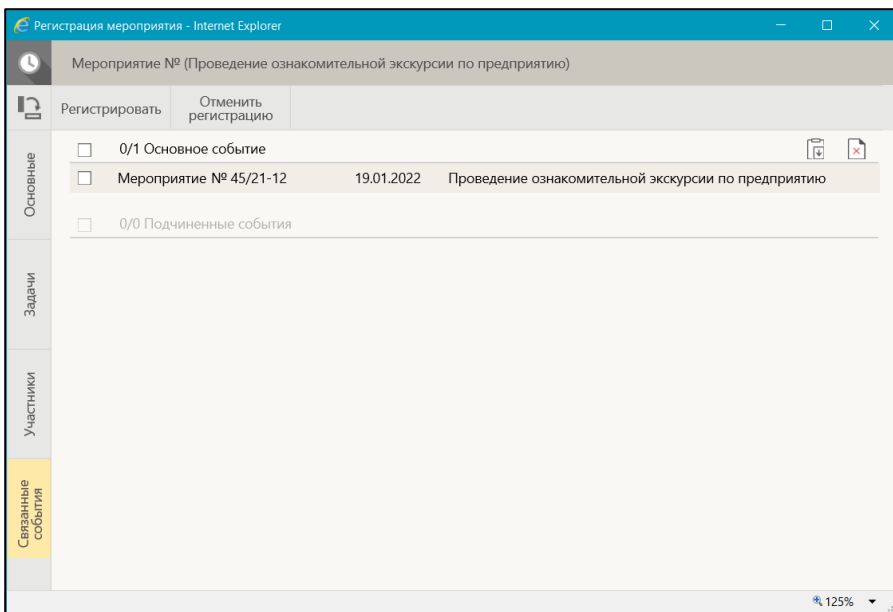 Регистрация мероприятия - Internet Explorer
Мероприятие № (Проведение ознакомительной экскурсии по предприятию)
Регистрировать
Отменить
регистрацию
0/1 Основное событие
Мероприятие № 45/21-12 19.01.2022 Проведение ознакомительной экскурсии по предприятию
0/0 Подчиненные события
Основные
Задачи
Участники
Связанные
события
125%